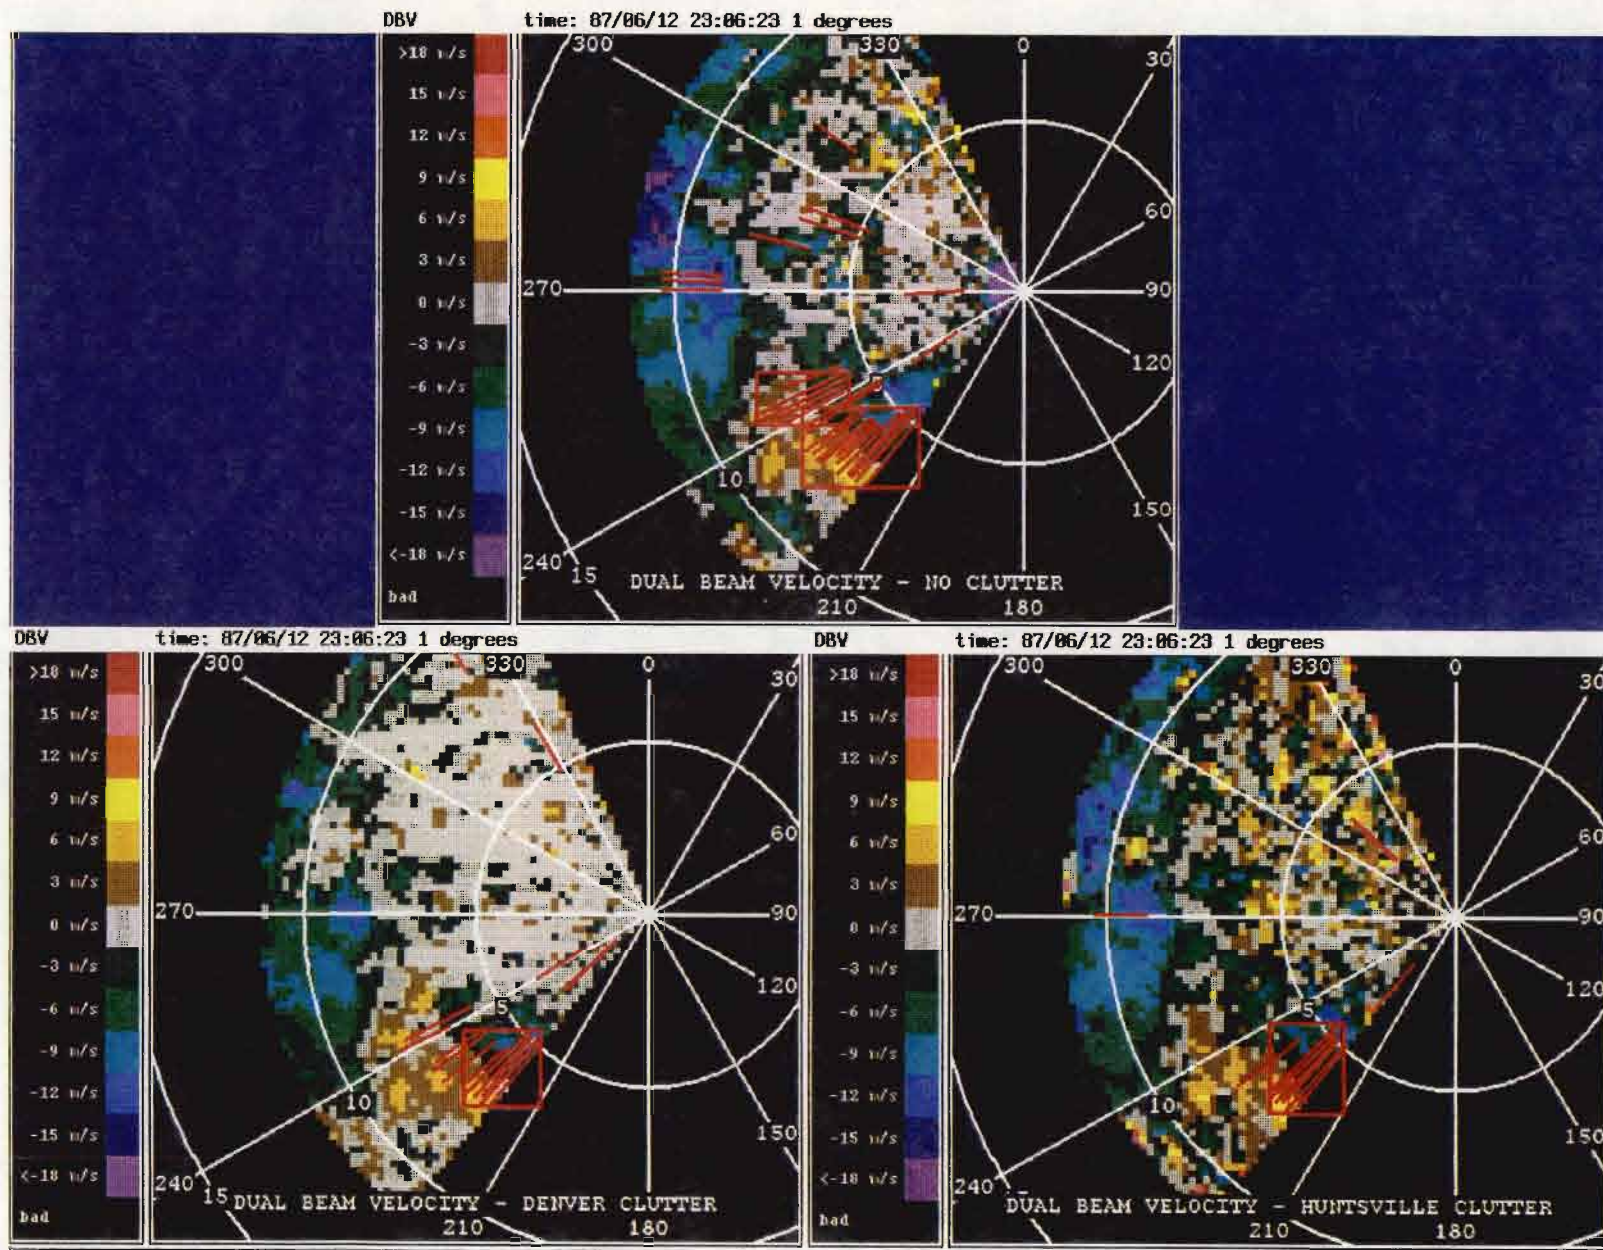 DBV time: 87/06/12 23:06:23 1 degrees
>18 m/s
15 m/s
12 m/s
9 m/s
6 m/s
3 m/s
0 m/s
-3 m/s
-6 m/s
-9 m/s
-12 m/s
-15 m/s
<-18 m/s
bad
300 330 0 30
60
270 90
120
5
10
150
240 15
DUAL BEAM VELOCITY - NO CLUTTER
210 180
DBV time: 87/06/12 23:06:23 1 degrees
>18 m/s
15 m/s
12 m/s
9 m/s
6 m/s
3 m/s
0 m/s
-3 m/s
-6 m/s
-9 m/s
-12 m/s
-15 m/s
<-18 m/s
bad
300 330 0 30
60
270 90
120
5
10
150
240 15
DUAL BEAM VELOCITY - DENVER CLUTTER
210 180
DBV time: 87/06/12 23:06:23 1 degrees
>18 m/s
15 m/s
12 m/s
9 m/s
6 m/s
3 m/s
0 m/s
-3 m/s
-6 m/s
-9 m/s
-12 m/s
-15 m/s
<-18 m/s
bad
300 330 0 30
60
270 90
120
5
10
150
240
DUAL BEAM VELOCITY - HUNTSVILLE CLUTTER
210 180